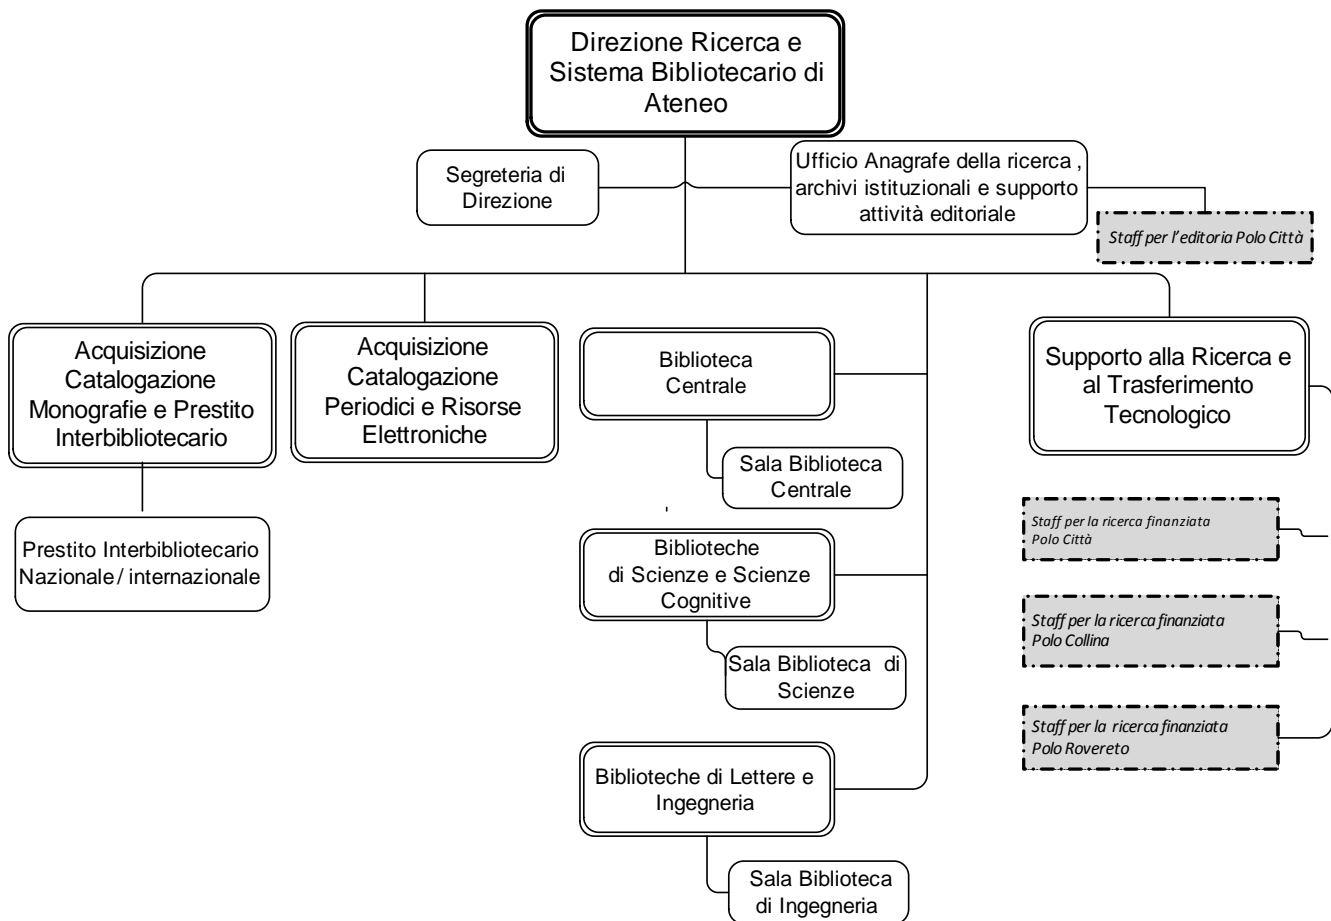 Direzione Ricerca e
Sistema Bibliotecario di
Ateneo
Segreteria di
Direzione
Ufficio Anagrafe della ricerca ,
archivi istituzionali e supporto
attività editoriale
Staff per l'editoria Polo Città
Acquisizione
Catalogazione
Monografie e Prestito
Interbibliotecario
Acquisizione
Catalogazione
Periodici e Risorse
Elettroniche
Biblioteca
Centrale
Supporto alla Ricerca e
al Trasferimento
Tecnologico
Sala Biblioteca
Centrale
Prestito Interbibliotecario
Nazionale / internazionale
Staff per la ricerca finanziata
Polo Città
Biblioteche
di Scienze e Scienze
Cognitive
Staff per la ricerca finanziata
Polo Collina
Sala Biblioteca di
Scienze
Staff per la ricerca finanziata
Polo Rovereto
Biblioteche di Lettere e
Ingegneria
Sala Biblioteca
di Ingegneria